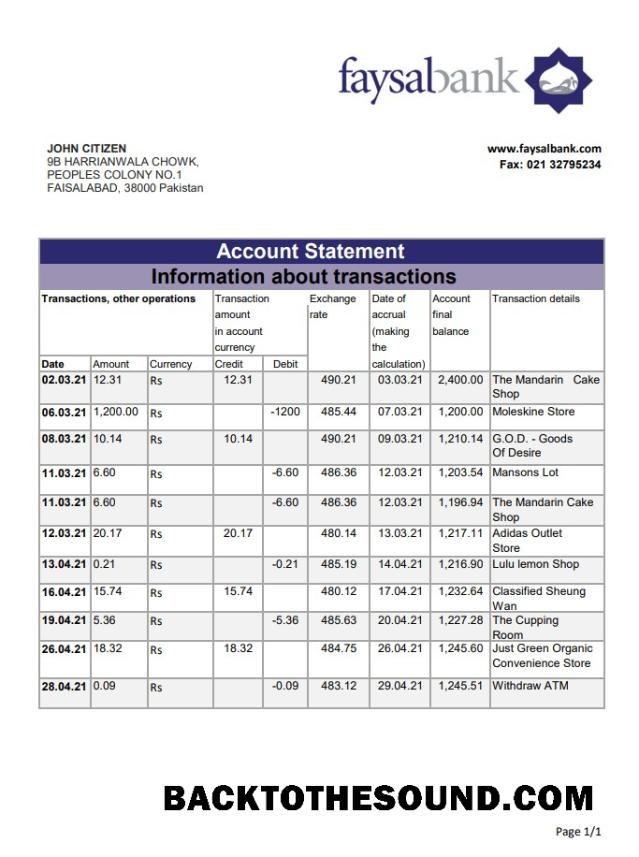 faysalbank
JOHN CITIZEN
9B HARRIANWALA CHOWK,
PEOPLES COLONY NO.1
FAISALABAD, 38000 Pakistan
www.faysalbank.com
Fax: 021 32795234
Account Statement
Information about transactions
Transactions, other operations
Transaction
amount
in account
currency
Exchange
rate
Date of
accrual
(making
the
calculation)
Account
final
balance
Transaction details
Date Amount Currency Credit Debit
02.03.21 12.31 Rs 12.31 490.21 03.03.21 2,400.00 The Mandarin Cake
Shop
06.03.21 1,200.00 Rs -1200 485.44 07.03.21 1,200.00 Moleskine Store
08.03.21 10.14 Rs 10.14 490.21 09.03.21 1,210.14 G.O.D. - Goods
Of Desire
11.03.21 6.60 Rs -6.60 486.36 12.03.21 1,203.54 Mansons Lot
11.03.21 6.60 Rs -6.60 486.36 12.03.21 1,196.94 The Mandarin Cake
Shop
12.03.21 20.17 Rs 20.17 480.14 13.03.21 1,217.11 Adidas Outlet
Store
13.04.21 0.21 Rs -0.21 485.19 14.04.21 1,216.90 Lulu lemon Shop
16.04.21 15.74 Rs 15.74 480.12 17.04.21 1,232.64 Classified Sheung
Wan
19.04.21 5.36 Rs -5.36 485.63 20.04.21 1,227.28 The Cupping
Room
26.04.21 18.32 Rs 18.32 484.75 26.04.21 1,245.60 Just Green Organic
Convenience Store
28.04.21 0.09 Rs -0.09 483.12 29.04.21 1,245.51 Withdraw ATM
BACKTOTHESOUND.COM
Page 1/1